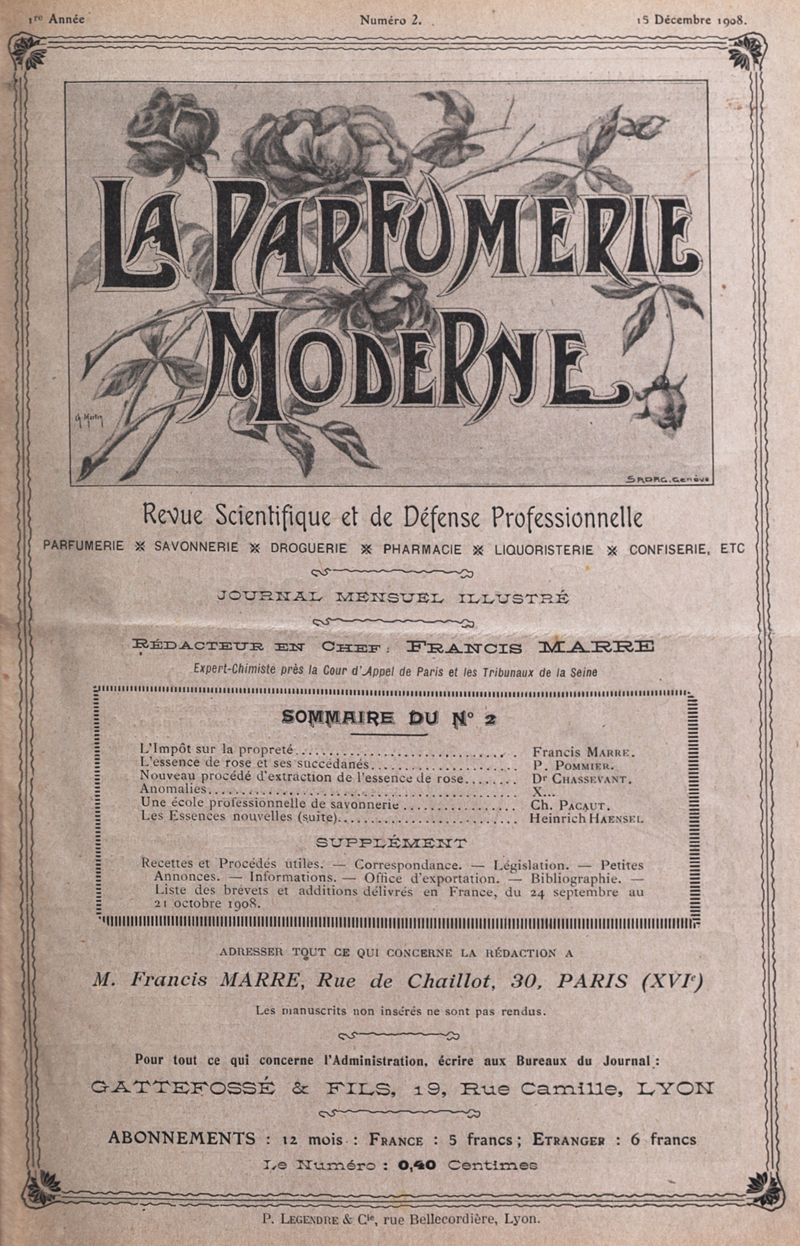 1re Année Numéro 2. 15 Décembre 1908.
LA PARFUMERIE
MODERNE
Ch Martin
SADAG. Genève
Revue Scientifique et de Défense Professionnelle
PARFUMERIE ※ SAVONNERIE ※ DROGUERIE ※ PHARMACIE ※ LIQUORISTERIE ※ CONFISERIE, ETC
JOURNAL MENSUEL ILLUSTRÉ
RÉDACTEUR EN CHEF : FRANCIS MARRE
Expert-Chimiste près la Cour d'Appel de Paris et les Tribunaux de la Seine
SOMMAIRE DU N° 2
L'Impôt sur la propreté.......... Francis MARRE.
L'essence de rose et ses succédanés.......... P. POMMIER.
Nouveau procédé d'extraction de l'essence de rose........ Dr CHASSEVANT.
Anomalies.......... X...
Une école professionnelle de savonnerie .......... Ch. PACAUT.
Les Essences nouvelles (suite).......... Heinrich HAENSEL
SUPPLÉMENT
Recettes et Procédés utiles. — Correspondance. — Législation. — Petites
Annonces. — Informations. — Office d'exportation. — Bibliographie. —
Liste des brevets et additions délivrés en France, du 24 septembre au
21 octobre 1908.
ADRESSER TOUT CE QUI CONCERNE LA RÉDACTION A
M. Francis MARRE, Rue de Chaillot, 30, PARIS (XVIe)
Les manuscrits non insérés ne sont pas rendus.
Pour tout ce qui concerne l'Administration, écrire aux Bureaux du Journal :
GATTEFOSSÉ & FILS, 19, Rue Camille, LYON
ABONNEMENTS : 12 mois : FRANCE : 5 francs ; ETRANGER : 6 francs
Le Numéro : 0,40 Centimes
P. LEGENDRE & Cie, rue Bellecordière, Lyon.